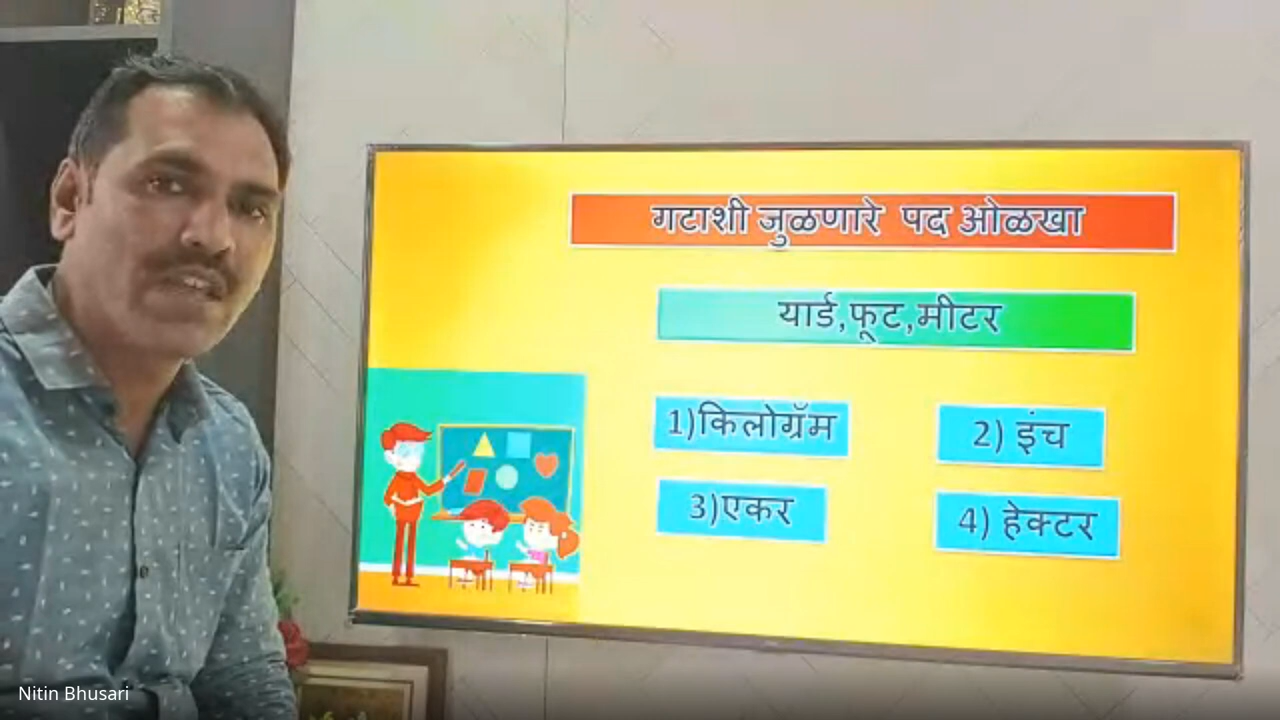 गटाशी जुळणारे पद ओळखा
यार्ड,फूट,मीटर
1)किलोग्रॅम
2) इंच
3)एकर
4) हेक्टर
Nitin Bhusari